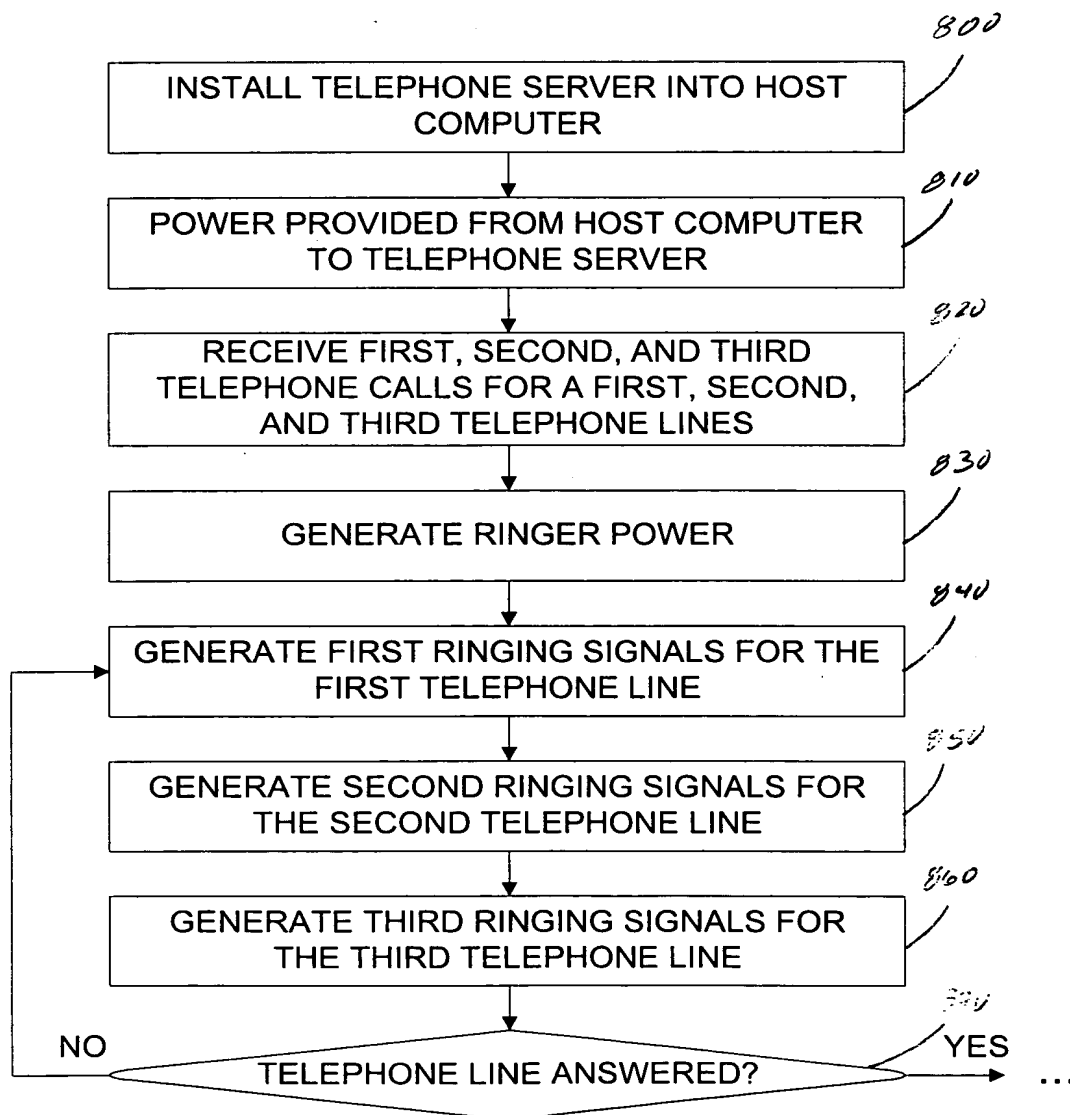 800
INSTALL TELEPHONE SERVER INTO HOST
COMPUTER
810
POWER PROVIDED FROM HOST COMPUTER
TO TELEPHONE SERVER
820
RECEIVE FIRST, SECOND, AND THIRD
TELEPHONE CALLS FOR A FIRST, SECOND,
AND THIRD TELEPHONE LINES
830
GENERATE RINGER POWER
840
GENERATE FIRST RINGING SIGNALS FOR THE
FIRST TELEPHONE LINE
850
GENERATE SECOND RINGING SIGNALS FOR
THE SECOND TELEPHONE LINE
860
GENERATE THIRD RINGING SIGNALS FOR
THE THIRD TELEPHONE LINE
NO
TELEPHONE LINE ANSWERED?
YES
...